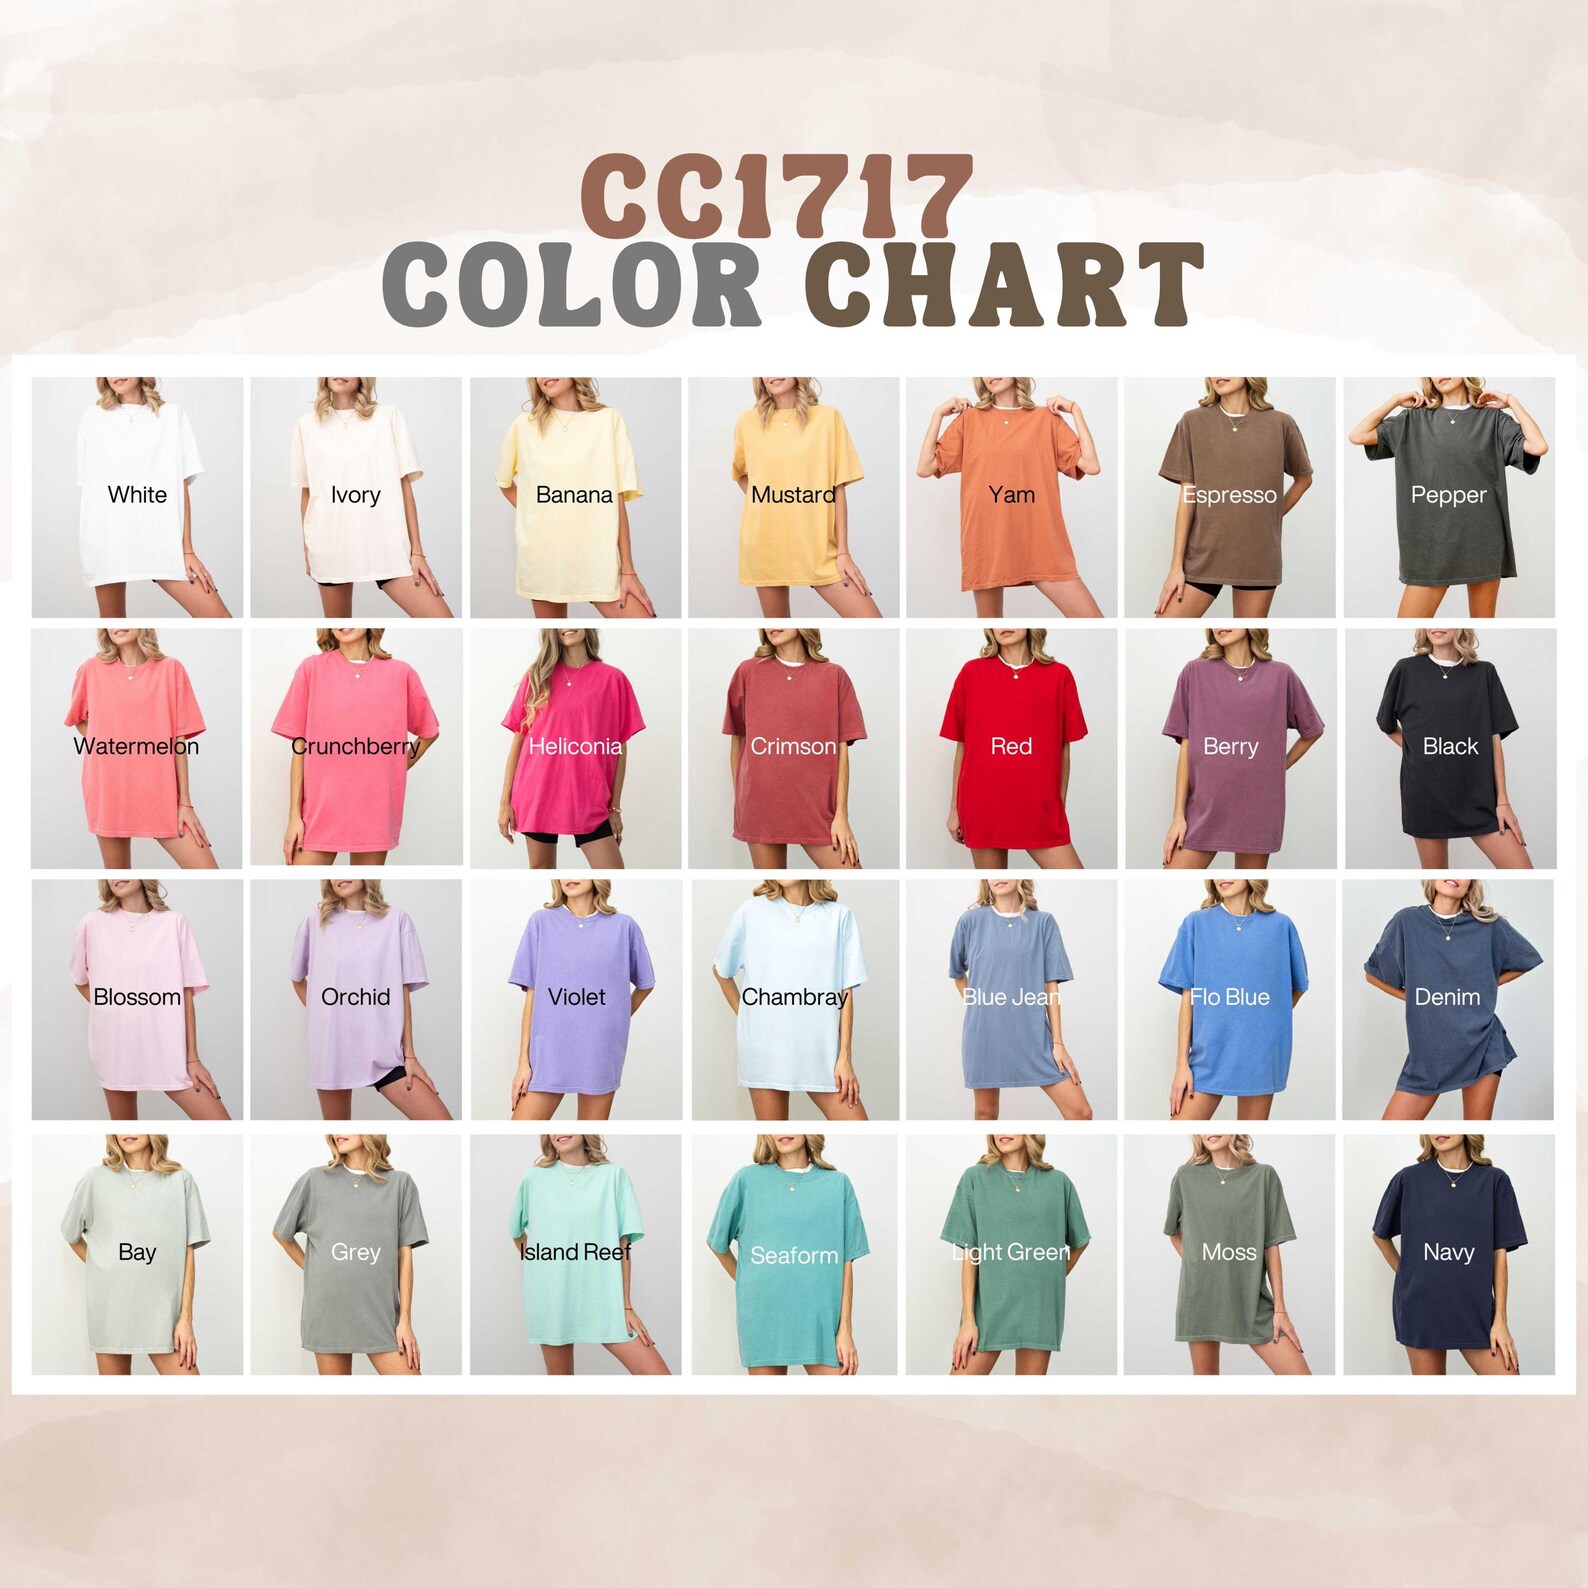 CC1717
COLOR CHART
White
Ivory
Banana
Mustard
Yam
Espresso
Pepper
Watermelon
Crunchberry
Heliconia
Crimson
Red
Berry
Black
Blossom
Orchid
Violet
Chambray
Blue Jean
Flo Blue
Denim
Bay
Grey
Island Reef
Seaform
Light Green
Moss
Navy